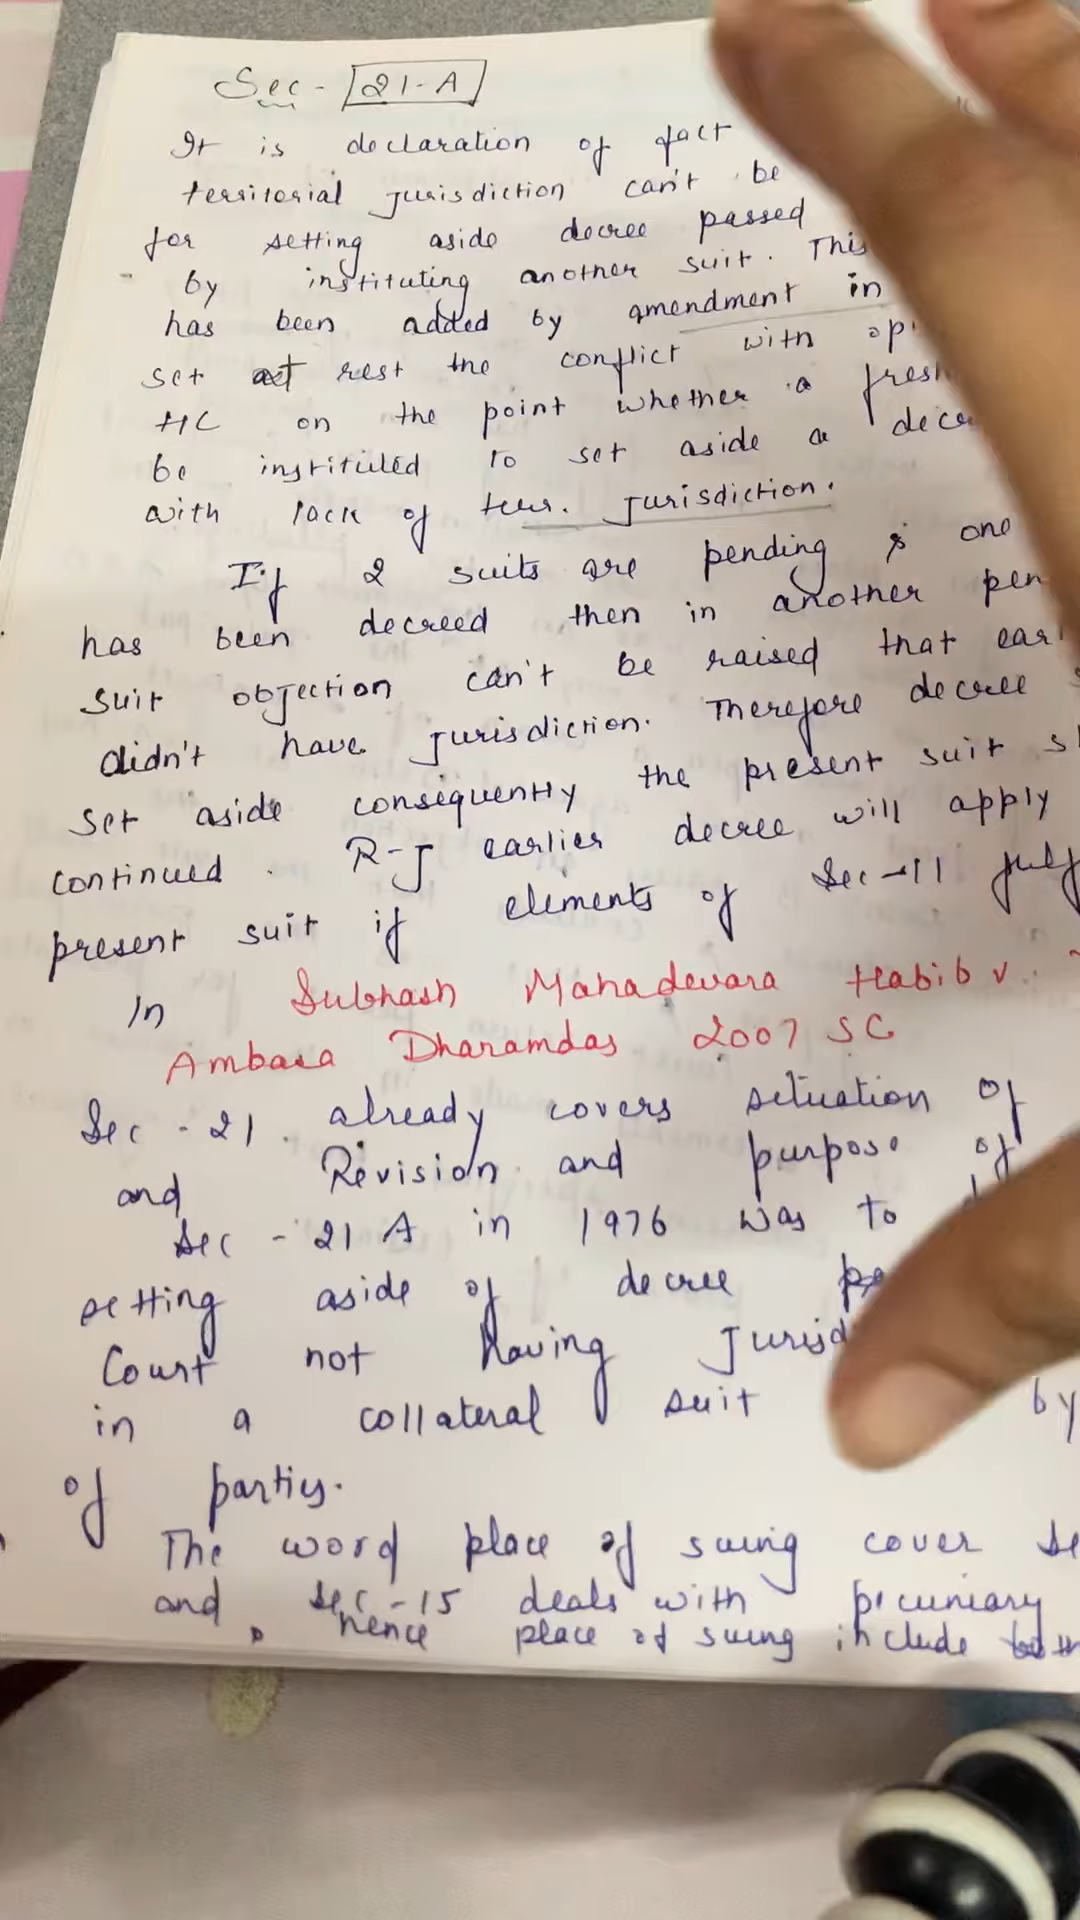 Sec - 21-A
It is declaration of fact
territorial jurisdiction can't be
for setting aside decree passed
by instituting another suit. This
has been added by amendment in
set at rest the conflict with
HC on the point whether a
be instituted to set aside a
with lack of terr. Jurisdiction.
If 2 suits are pending & one
has been decreed then in another
suit objection can't be raised that
didn't have jurisdiction. Therefore decree
set aside consequently the present suit
continued. R-J earlier decree will apply
present suit if elements of Sec-11
In Subhash Mahadevara Habib v.
Ambasa Dharamdas 2007 SC
Sec - 21. already covers situation of
and Revision and purpose of
Sec - 21 A in 1976 was to
setting aside of decree
Court not having
in a collateral suit by
of parties.
The word place of suing cover
and Sec-15 deals with pecuniary
hence place of suing include